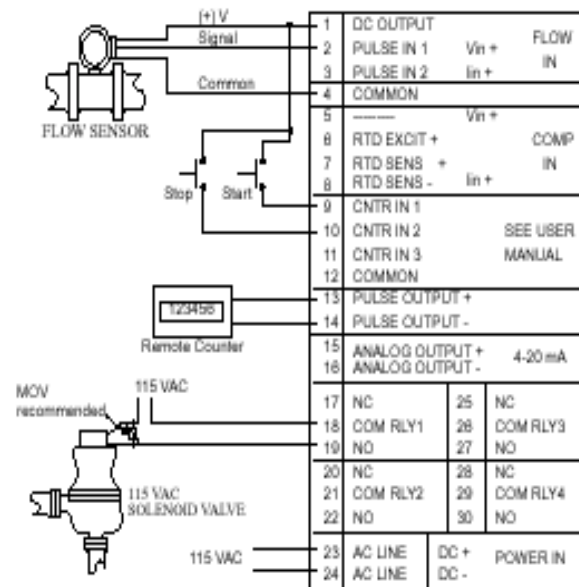 (+) V
Signal
Common
FLOW SENSOR
Stop
Start
123456
Remote Counter
MOV
recommended
115 VAC
115 VAC
SOLENOID VALVE
115 VAC
1 DC OUTPUT
2 PULSE IN 1 Vin +
3 PULSE IN 2 Iin +
FLOW
IN
4 COMMON
5 --------- Vin +
6 RTD EXCIT +
7 RTD SENS +
8 RTD SENS - Iin +
COMP
IN
9 CNTR IN 1
10 CNTR IN 2
11 CNTR IN 3
12 COMMON
SEE USER
MANUAL
13 PULSE OUTPUT +
14 PULSE OUTPUT -
15 ANALOG OUTPUT +
16 ANALOG OUTPUT -
4-20 mA
17 NC 25 NC
18 COM RLY1 26 COM RLY3
19 NO 27 NO
20 NC 28 NC
21 COM RLY2 29 COM RLY4
22 NO 30 NO
23 AC LINE DC +
24 AC LINE DC -
POWER IN